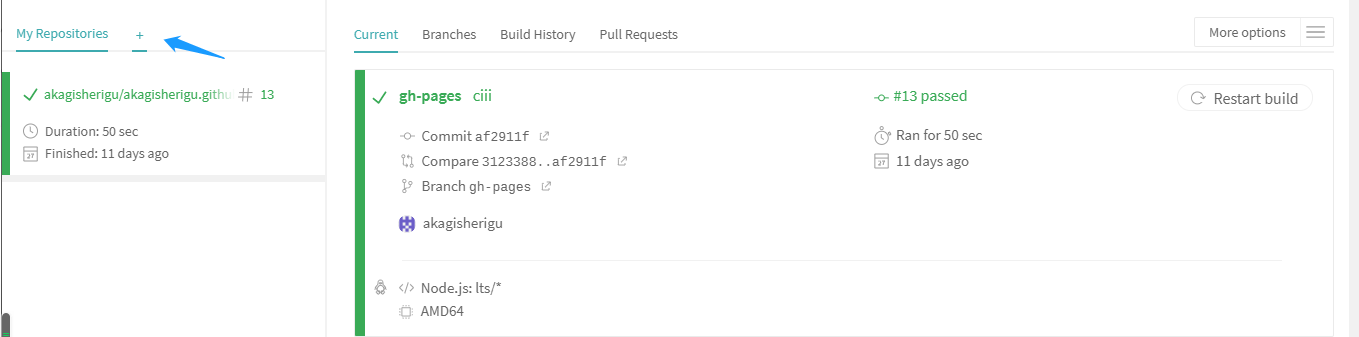 My Repositories +
akagisherigu/akagisherigu.githu # 13
Duration: 50 sec
27 Finished: 11 days ago
Current Branches Build History Pull Requests
More options
gh-pages ciii
#13 passed
Restart build
Commit af2911f
Ran for 50 sec
Compare 3123388..af2911f
27 11 days ago
Branch gh-pages
akagisherigu
</> Node.js: lts/*
AMD64